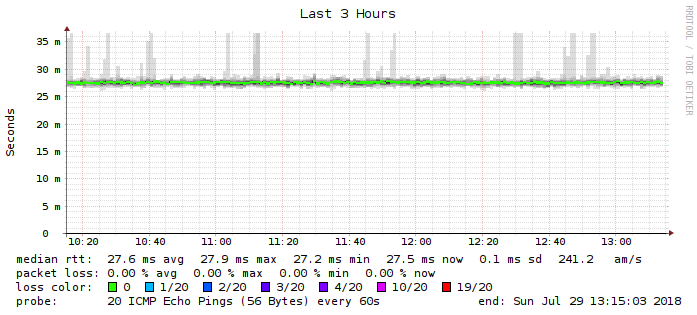 Last 3 Hours
RRDTOOL / TOBI OETIKER
Seconds
35 m
30 m
25 m
20 m
15 m
10 m
5 m
0
10:20 10:40 11:00 11:20 11:40 12:00 12:20 12:40 13:00
median rtt: 27.6 ms avg 27.9 ms max 27.2 ms min 27.5 ms now 0.1 ms sd 241.2 am/s
packet loss: 0.00 % avg 0.00 % max 0.00 % min 0.00 % now
loss color: 0 1/20 2/20 3/20 4/20 10/20 19/20
probe: 20 ICMP Echo Pings (56 Bytes) every 60s end: Sun Jul 29 13:15:03 2018